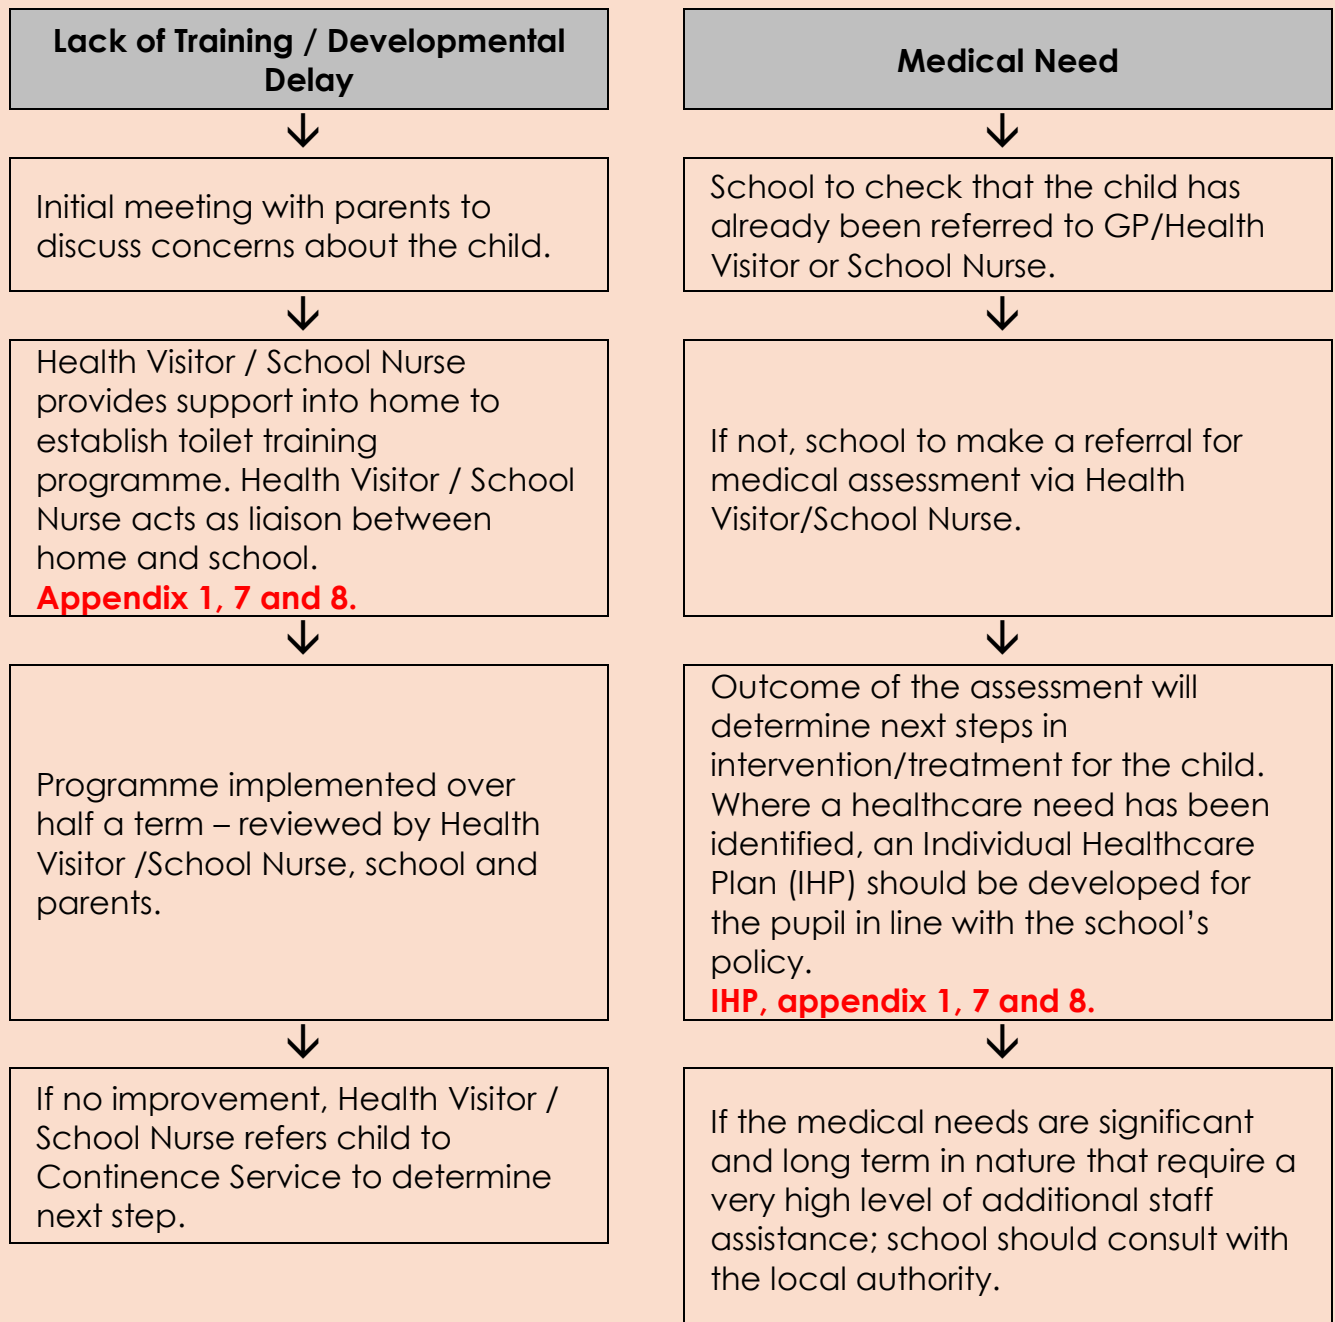 Lack of Training / Developmental
Delay
↓
Initial meeting with parents to
discuss concerns about the child.
↓
Health Visitor / School Nurse
provides support into home to
establish toilet training
programme. Health Visitor / School
Nurse acts as liaison between
home and school.
Appendix 1, 7 and 8.
↓
Programme implemented over
half a term – reviewed by Health
Visitor /School Nurse, school and
parents.
↓
If no improvement, Health Visitor /
School Nurse refers child to
Continence Service to determine
next step.
Medical Need
↓
School to check that the child has
already been referred to GP/Health
Visitor or School Nurse.
↓
If not, school to make a referral for
medical assessment via Health
Visitor/School Nurse.
↓
Outcome of the assessment will
determine next steps in
intervention/treatment for the child.
Where a healthcare need has been
identified, an Individual Healthcare
Plan (IHP) should be developed for
the pupil in line with the school’s
policy.
IHP, appendix 1, 7 and 8.
↓
If the medical needs are significant
and long term in nature that require a
very high level of additional staff
assistance; school should consult with
the local authority.